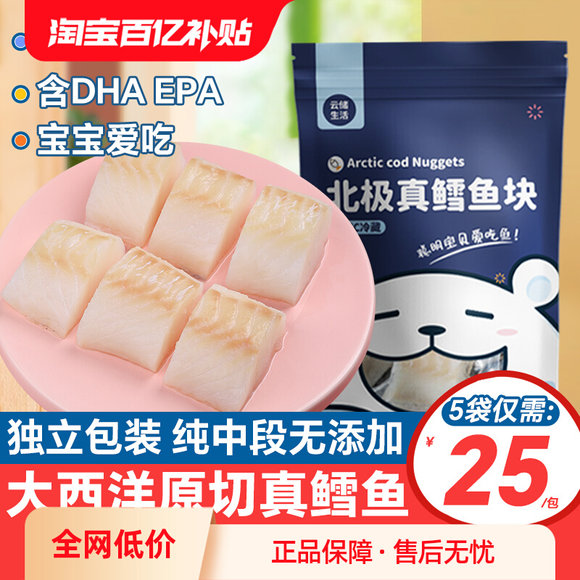 淘宝百亿补贴
含DHA EPA
宝宝爱吃
云储
生活
Arctic cod Nuggets
北极真鳕鱼块
℃冷藏
聪明宝贝爱吃鱼!
独立包装 纯中段无添加
大西洋原切真鳕鱼
5袋仅需:
¥25/包
全网低价
正品保障·售后无忧